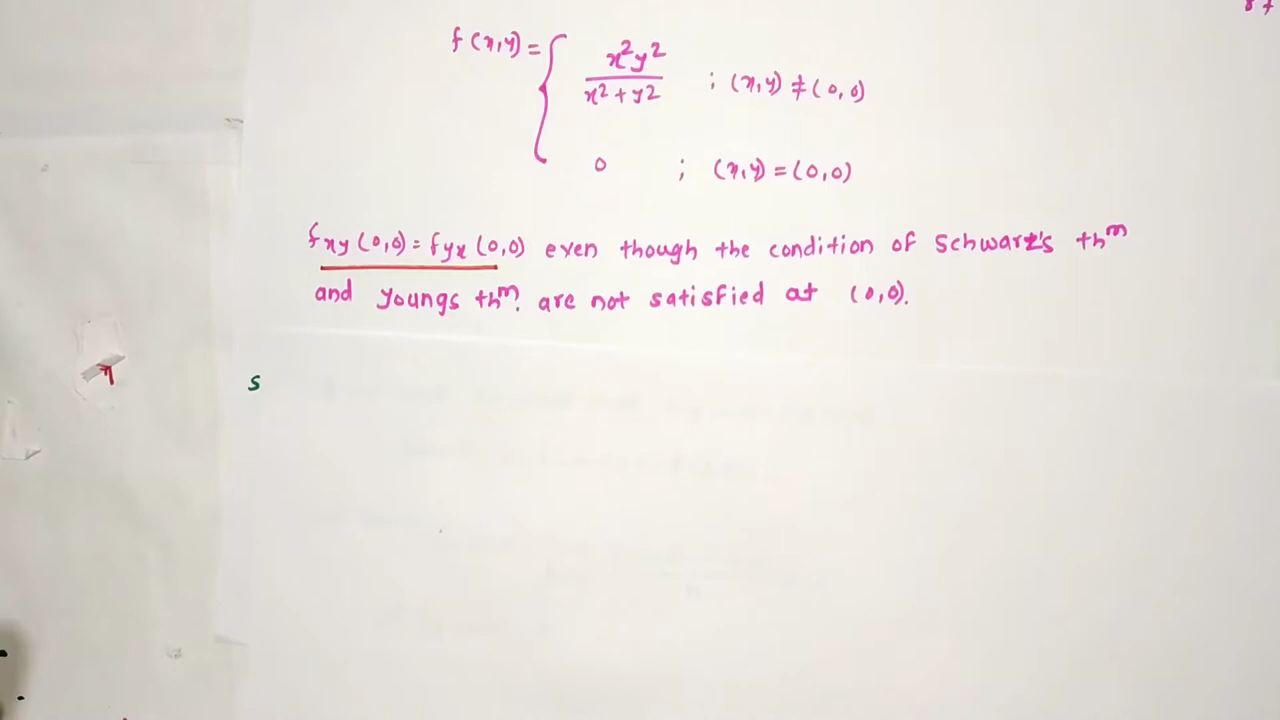 f(x,y) = { x²y² / x² + y² ; (x,y) ≠ (0,0)
0 ; (x,y) = (0,0)
fxy (0,0) = fyx (0,0) even though the condition of Schwartz's thm
and youngs thm. are not satisfied at (0,0).
S